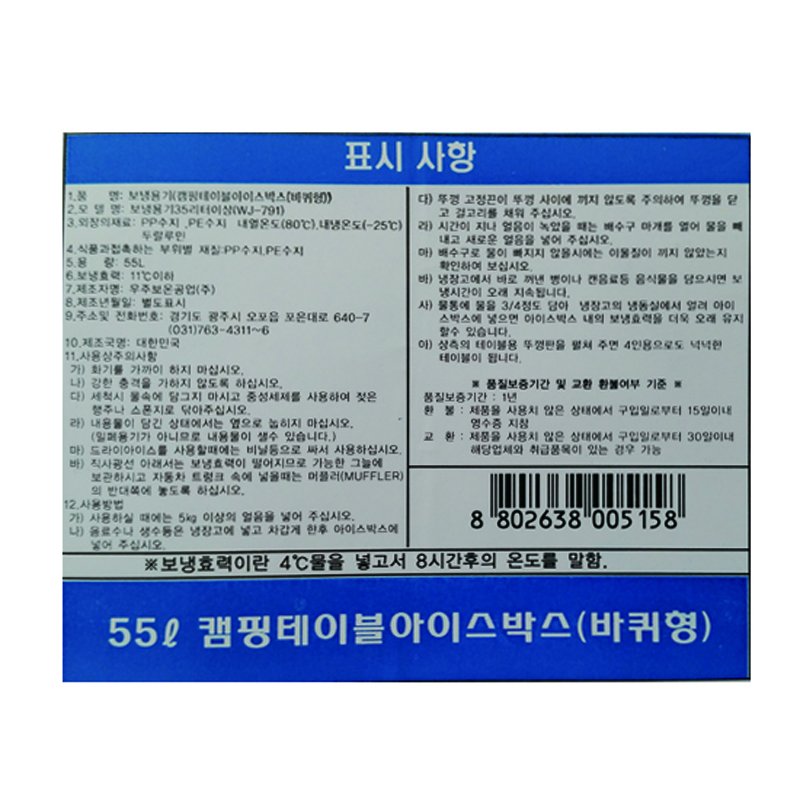 표시 사항
1.품 명: 보냉용기(캠핑테이블아이스박스(바퀴형))
2.모 델 명: 보냉용기35리터이상(WJ-791)
3.외장의재료: PP수지 ,PE수지 내열온도(80℃),내냉온도(-25℃)
두랄루민
4.식품과접촉하는 부위별 재질:PP수지,PE수지
5.용 량: 55L
6.보냉효력: 11℃이하
7.제조자명: 우주보온공업(주)
8.제조년월일: 별도표시
9.주소및 전화번호: 경기도 광주시 오포읍 포은대로 640-7
(031)763-4311~6
10.제조국명: 대한민국
11.사용상주의사항
가) 화기를 가까이 하지 마십시오.
나) 강한 충격을 가하지 않도록 하십시오.
다) 세척시 물속에 담그지 마시고 중성세제를 사용하여 젖은
행주나 스폰지로 닦아주십시오.
라) 내용물이 담긴 상태에서는 옆으로 눕히지 마십시오.
(밀폐용기가 아니므로 내용물이 샐수 있습니다.)
마) 드라이아이스를 사용할때에는 비닐등으로 싸서 사용하십시오.
바) 직사광선 아래서는 보냉효력이 떨어지므로 가능한 그늘에
보관하시고 자동차 트렁크 속에 넣을때는 머플러(MUFFLER)
의 반대쪽에 놓도록 하십시오.
12.사용방법
가) 사용하실 때에는 5kg 이상의 얼음을 넣어 주십시오.
나) 음료수나 생수등은 냉장고에 넣고 차갑게 한후 아이스박스에
넣어 주십시오.
다) 뚜껑 고정끈이 뚜껑 사이에 끼지 않도록 주의하여 뚜껑을 닫
고 걸고리를 채워 주십시오.
라) 시간이 지나 얼음이 녹았을 때는 배수구 마개를 열어 물을 빼
내고 새로운 얼음을 넣어 주십시오.
마) 배수구로 물이 빠지지 않을시에는 이물질이 끼지 않았는지
확인하여 보십시오.
바) 냉장고에서 바로 꺼낸 병이나 캔음료등 음식물을 담으시면 보
냉시간이 오래 지속됩니다.
사) 물통에 물을 3/4정도 담아 냉장고의 냉동실에서 얼려 아이
스박스에 넣으면 아이스박스 내의 보냉효력을 더욱 오래 유지
할수 있습니다.
아) 상측의 테이블용 뚜껑판을 펼쳐 주면 4인용으로도 넉넉한
테이블이 됩니다.
※ 품질보증기간 및 교환 환불여부 기준 ※
품질보증기간 : 1년
환 불 : 제품을 사용치 않은 상태에서 구입일로부터 15일이내
영수증 지참
교 환 : 제품을 사용치 않은 상태에서 구입일로부터 30일이내
해당업체와 취급품목이 있는 경우 가능
8 802638 005158
※보냉효력이란 4℃물을 넣고서 8시간후의 온도를 말함.
55ℓ 캠핑테이블아이스박스(바퀴형)